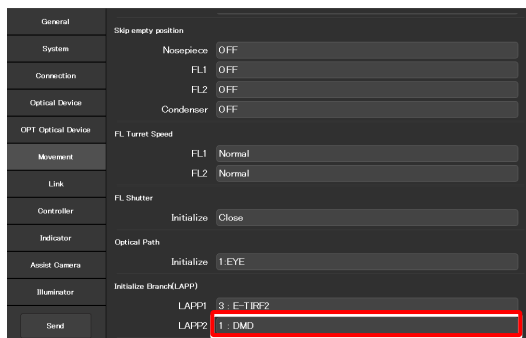 General
System
Connection
Optical Device
OPT Optical Device
Movement
Link
Controller
Indicator
Assist Camera
Illuminator
Send
Skip empty position
Nosepiece OFF
FL1 OFF
FL2 OFF
Condenser OFF
FL Turret Speed
FL1 Normal
FL2 Normal
FL Shutter
Initialize Close
Optical Path
Initialize 1:EYE
Initialize Branch(LAPP)
LAPP1 3 : E-TIRF2
LAPP2 1 : DMD